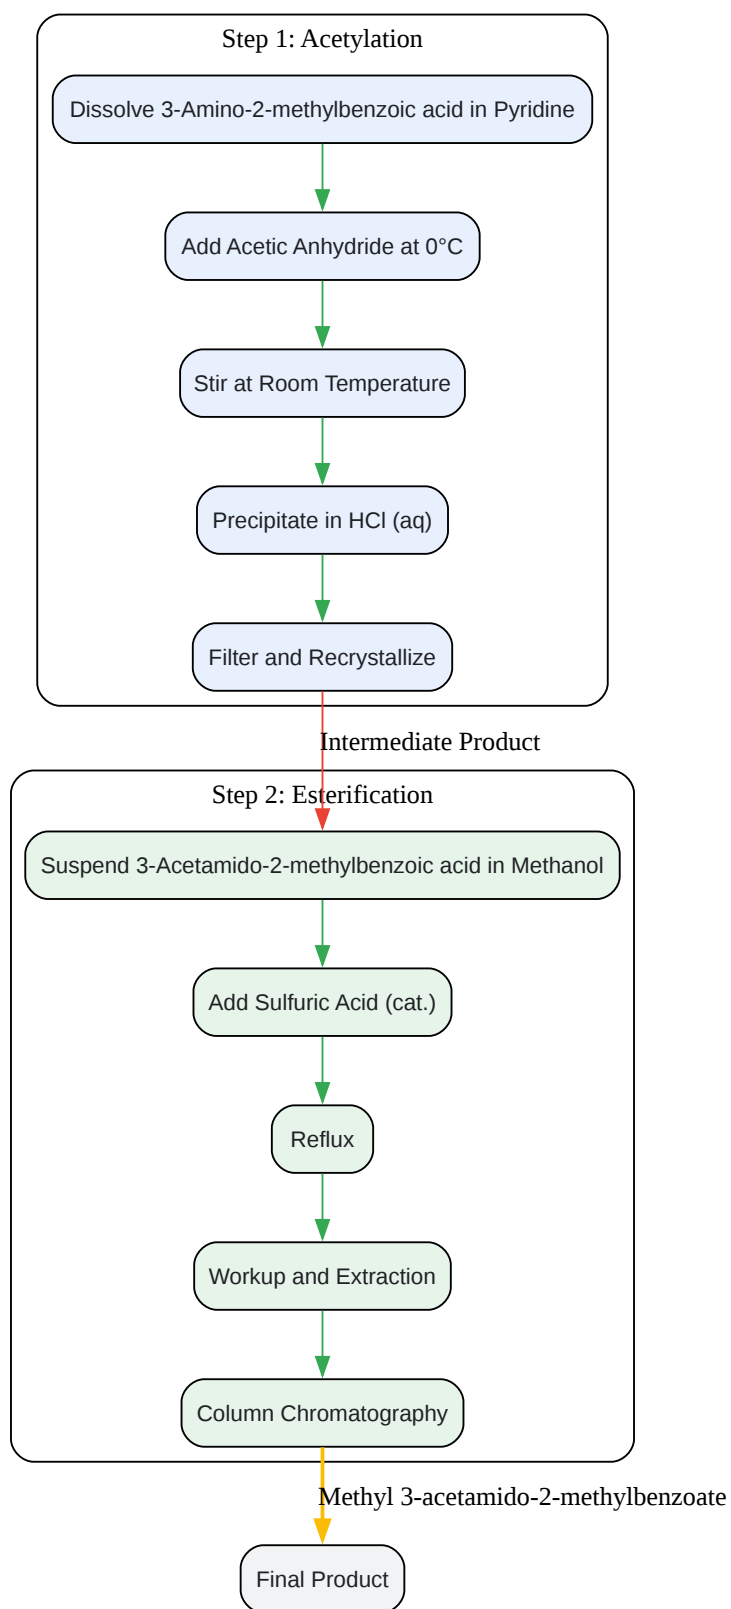 Step 1: Acetylation
Dissolve 3-Amino-2-methylbenzoic acid in Pyridine
Add Acetic Anhydride at 0°C
Stir at Room Temperature
Precipitate in HCl (aq)
Filter and Recrystallize
Intermediate Product
Step 2: Esterification
Suspend 3-Acetamido-2-methylbenzoic acid in Methanol
Add Sulfuric Acid (cat.)
Reflux
Workup and Extraction
Column Chromatography
Methyl 3-acetamido-2-methylbenzoate
Final Product